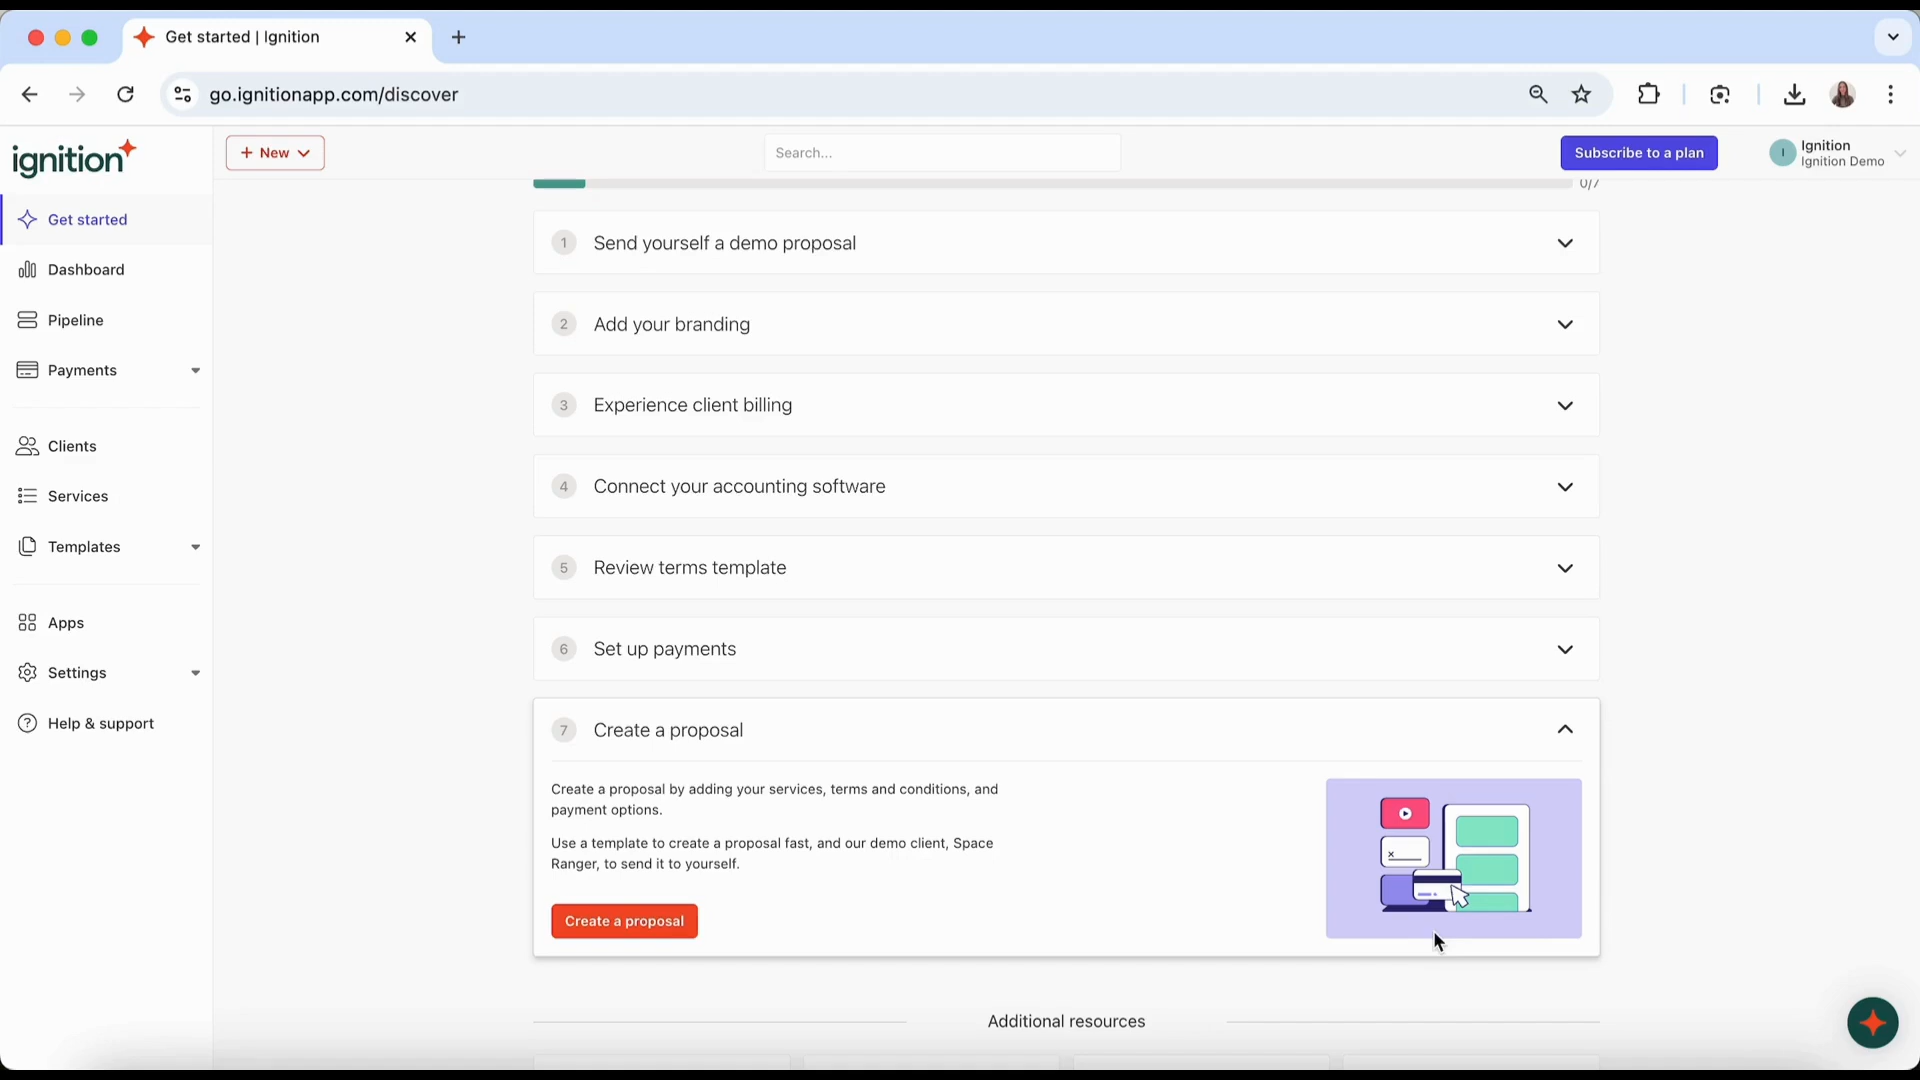 Get started | Ignition
go.ignitionapp.com/discover
ignition
New
Search...
Subscribe to a plan
I
Ignition
Ignition Demo
0/7
Get started
Dashboard
Pipeline
Payments
Clients
Services
Templates
Apps
Settings
Help & support
1 Send yourself a demo proposal
2 Add your branding
3 Experience client billing
4 Connect your accounting software
5 Review terms template
6 Set up payments
7 Create a proposal
Create a proposal by adding your services, terms and conditions, and
payment options.
Use a template to create a proposal fast, and our demo client, Space
Ranger, to send it to yourself.
Create a proposal
Additional resources